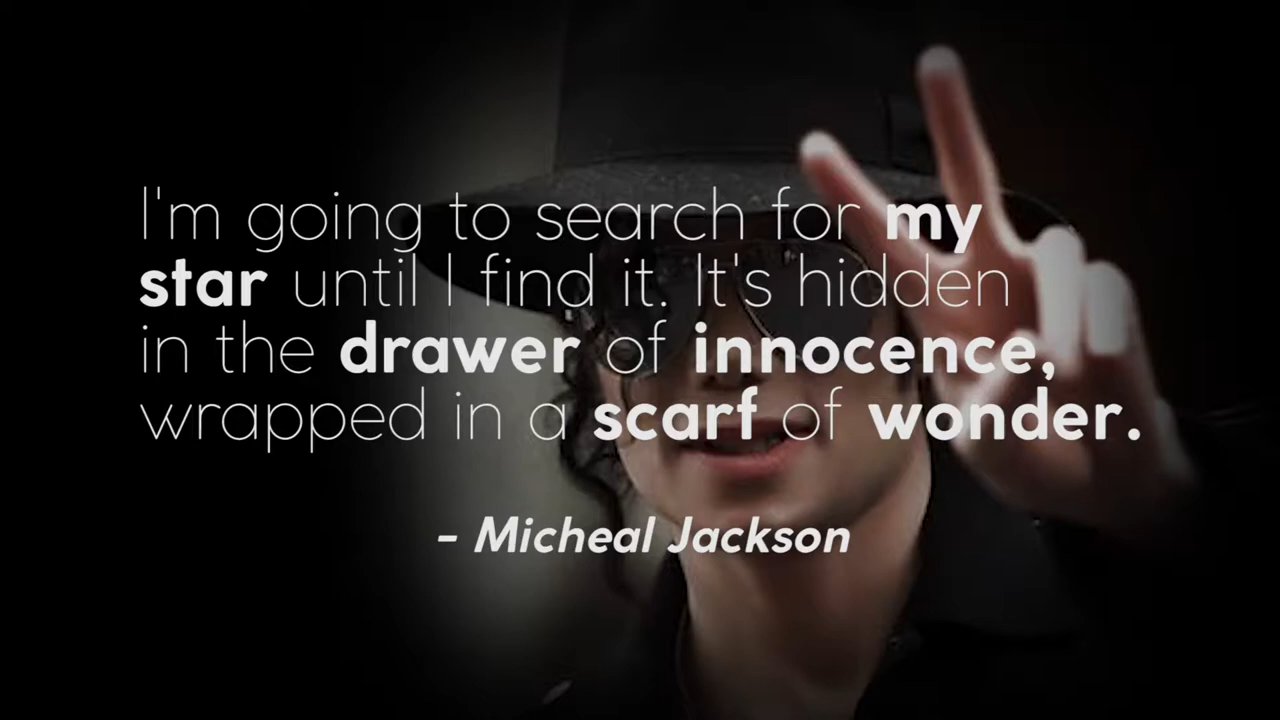 I'm going to search for my
star until I find it. It's hidden
in the drawer of innocence,
wrapped in a scarf of wonder.
- Micheal Jackson